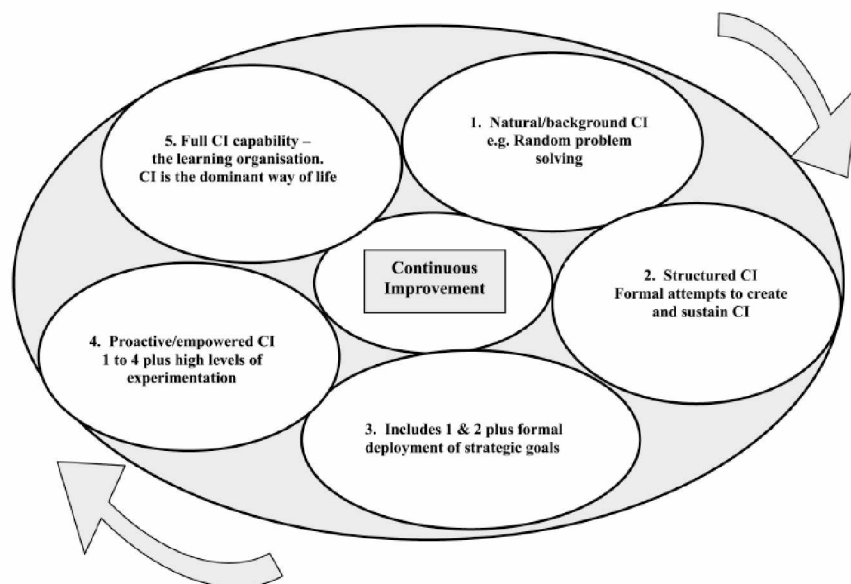 1. Natural/background CI
e.g. Random problem
solving
2. Structured CI
Formal attempts to create
and sustain CI
3. Includes 1 & 2 plus formal
deployment of strategic goals
4. Proactive/empowered CI
1 to 4 plus high levels of
experimentation
5. Full CI capability –
the learning organisation.
CI is the dominant way of life
Continuous
Improvement